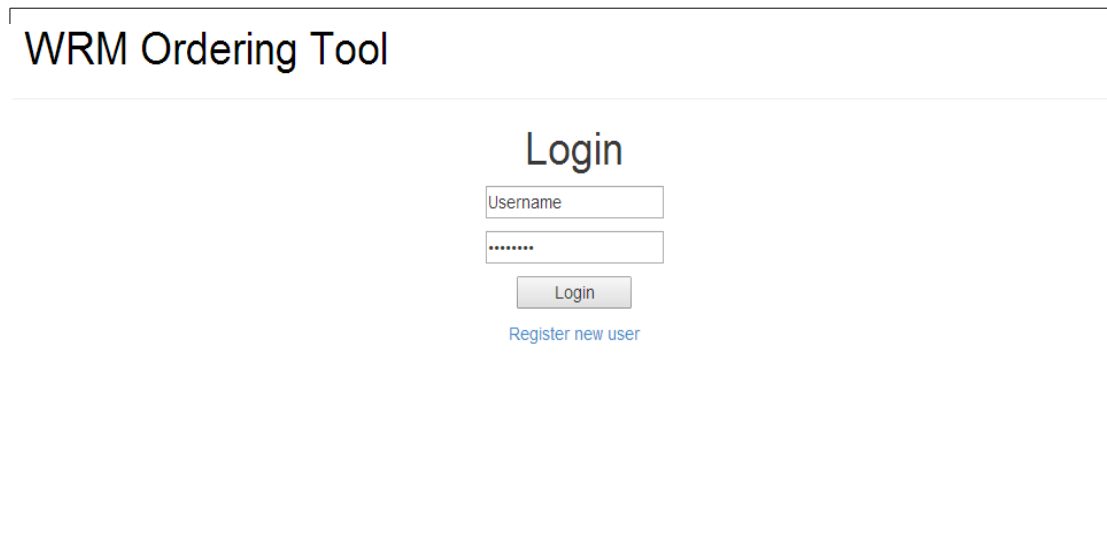 WRM Ordering Tool
Login
Username
••••••••
Login
Register new user